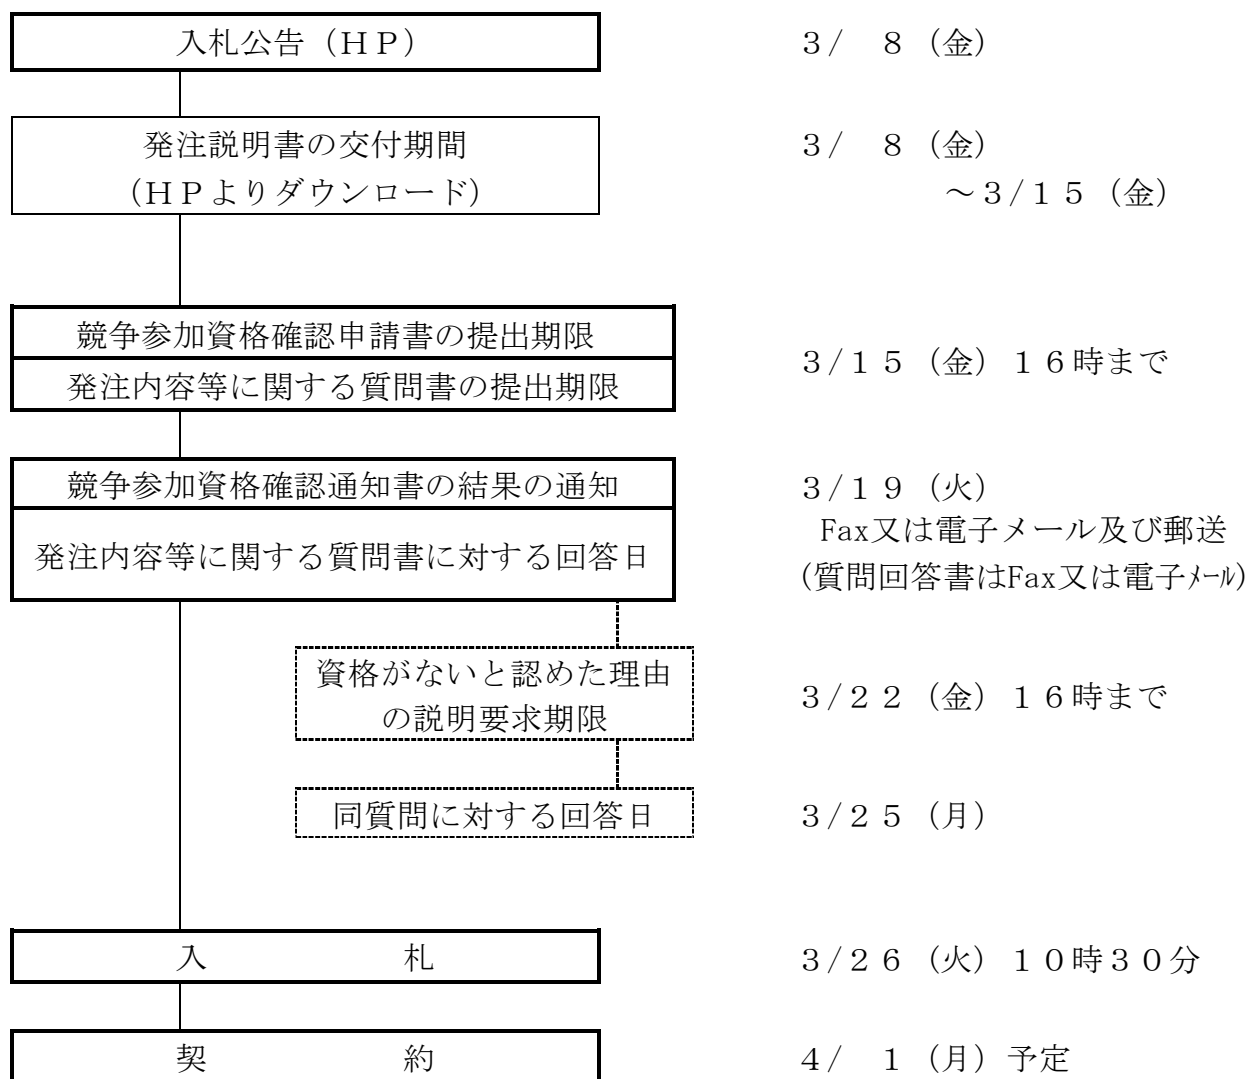 入札公告（ＨＰ）
３/　８（金）
発注説明書の交付期間
（ＨＰよりダウンロード）
３/　８（金）
～３/１５（金）
競争参加資格確認申請書の提出期限
発注内容等に関する質問書の提出期限
３/１５（金）１６時まで
競争参加資格確認通知書の結果の通知
発注内容等に関する質問書に対する回答日
３/１９（火）
Fax又は電子メール及び郵送
(質問回答書はFax又は電子ﾒｰﾙ)
資格がないと認めた理由
の説明要求期限
３/２２（金）１６時まで
同質問に対する回答日
３/２５（月）
入　　　　　札
３/２６（火）１０時３０分
契　　　　　約
４/　１（月）予定